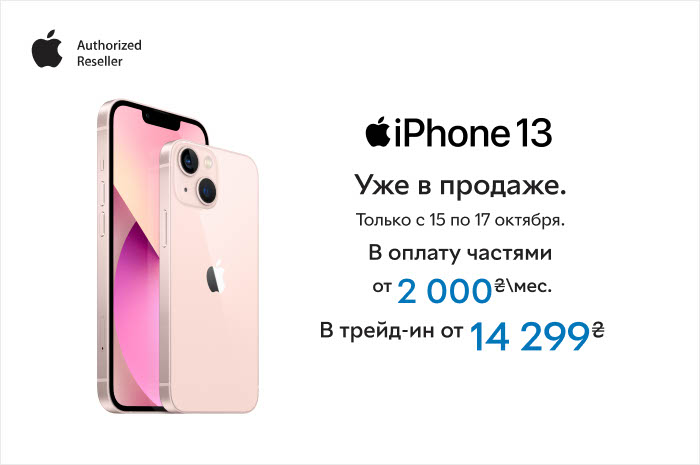 Authorized
Reseller
iPhone 13
Уже в продаже.
Только с 15 по 17 октября.
В оплату частями
от 2 000₴\мес.
В трейд-ин от 14 299₴